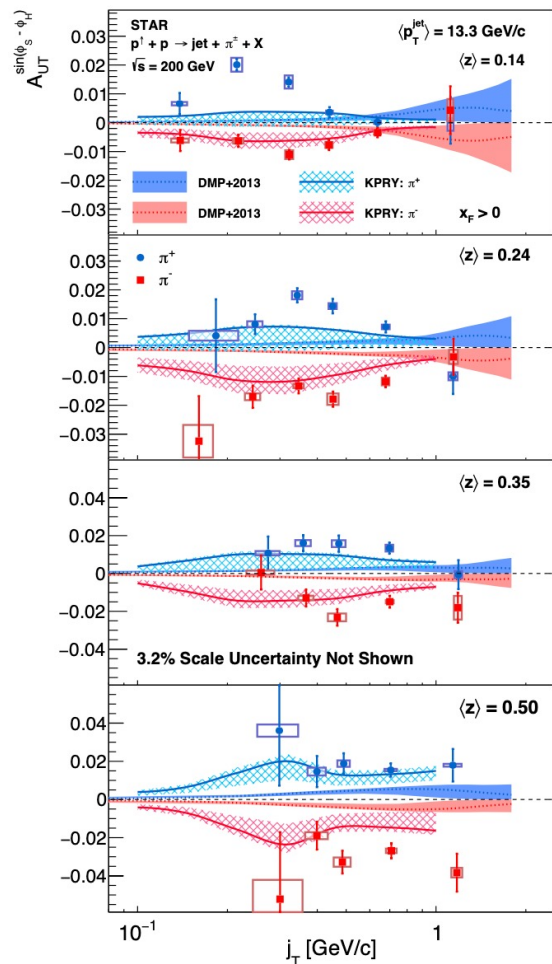 A_UT^sin(ϕ_S - ϕ_H)
STAR
p↑ + p → jet + π± + X
√s = 200 GeV
⟨p_T^jet⟩ = 13.3 GeV/c
⟨z⟩ = 0.14
0.03
0.02
0.01
0
-0.01
-0.02
-0.03
DMP+2013
KPRY: π+
DMP+2013
KPRY: π-
x_F > 0
π+
π-
⟨z⟩ = 0.24
0.03
0.02
0.01
0
-0.01
-0.02
-0.03
⟨z⟩ = 0.35
0.04
0.02
0
-0.02
-0.04
3.2% Scale Uncertainty Not Shown
⟨z⟩ = 0.50
0.04
0.02
0
-0.02
-0.04
10^-1
1
j_T [GeV/c]